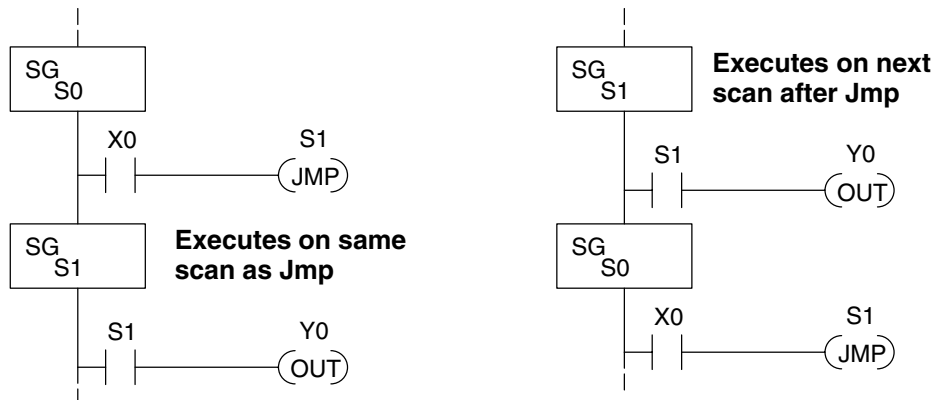 SG
S0
X0
S1
JMP
SG
S1
Executes on same
scan as Jmp
S1
Y0
OUT
SG
S1
Executes on next
scan after Jmp
S1
Y0
OUT
SG
S0
X0
S1
JMP